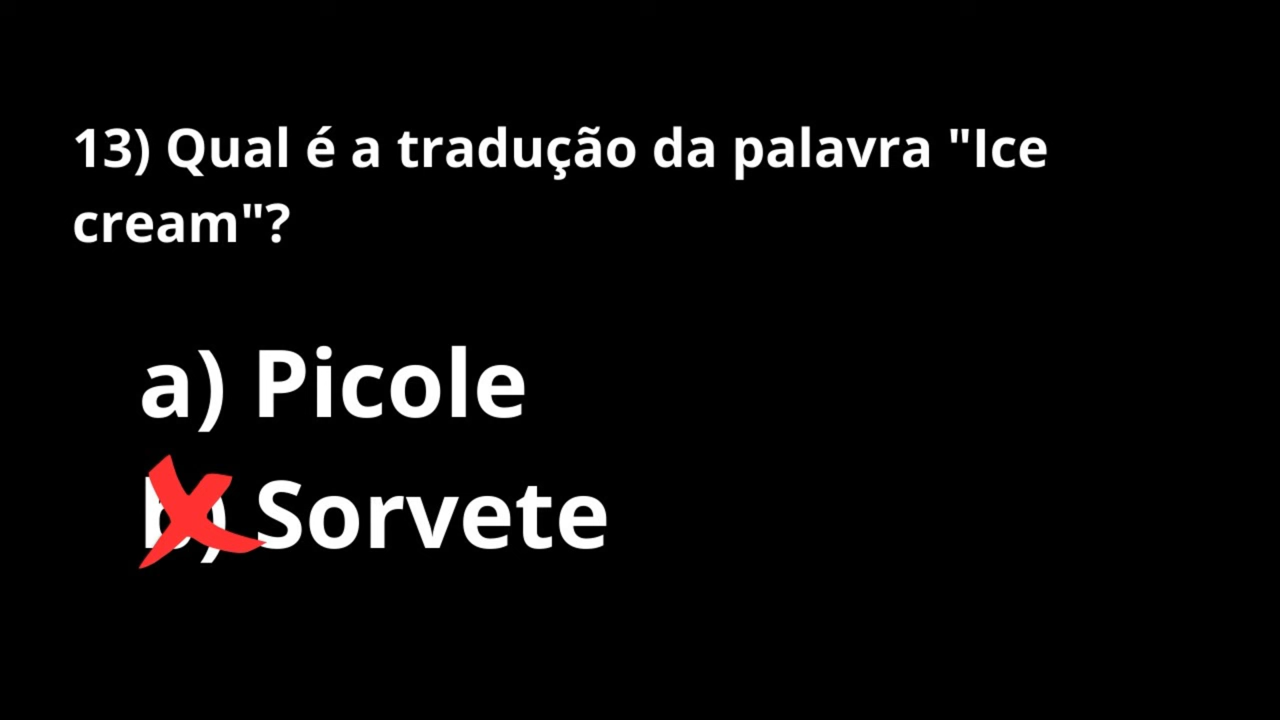 13) Qual é a tradução da palavra "Ice
cream"?
a) Picole
b) Sorvete